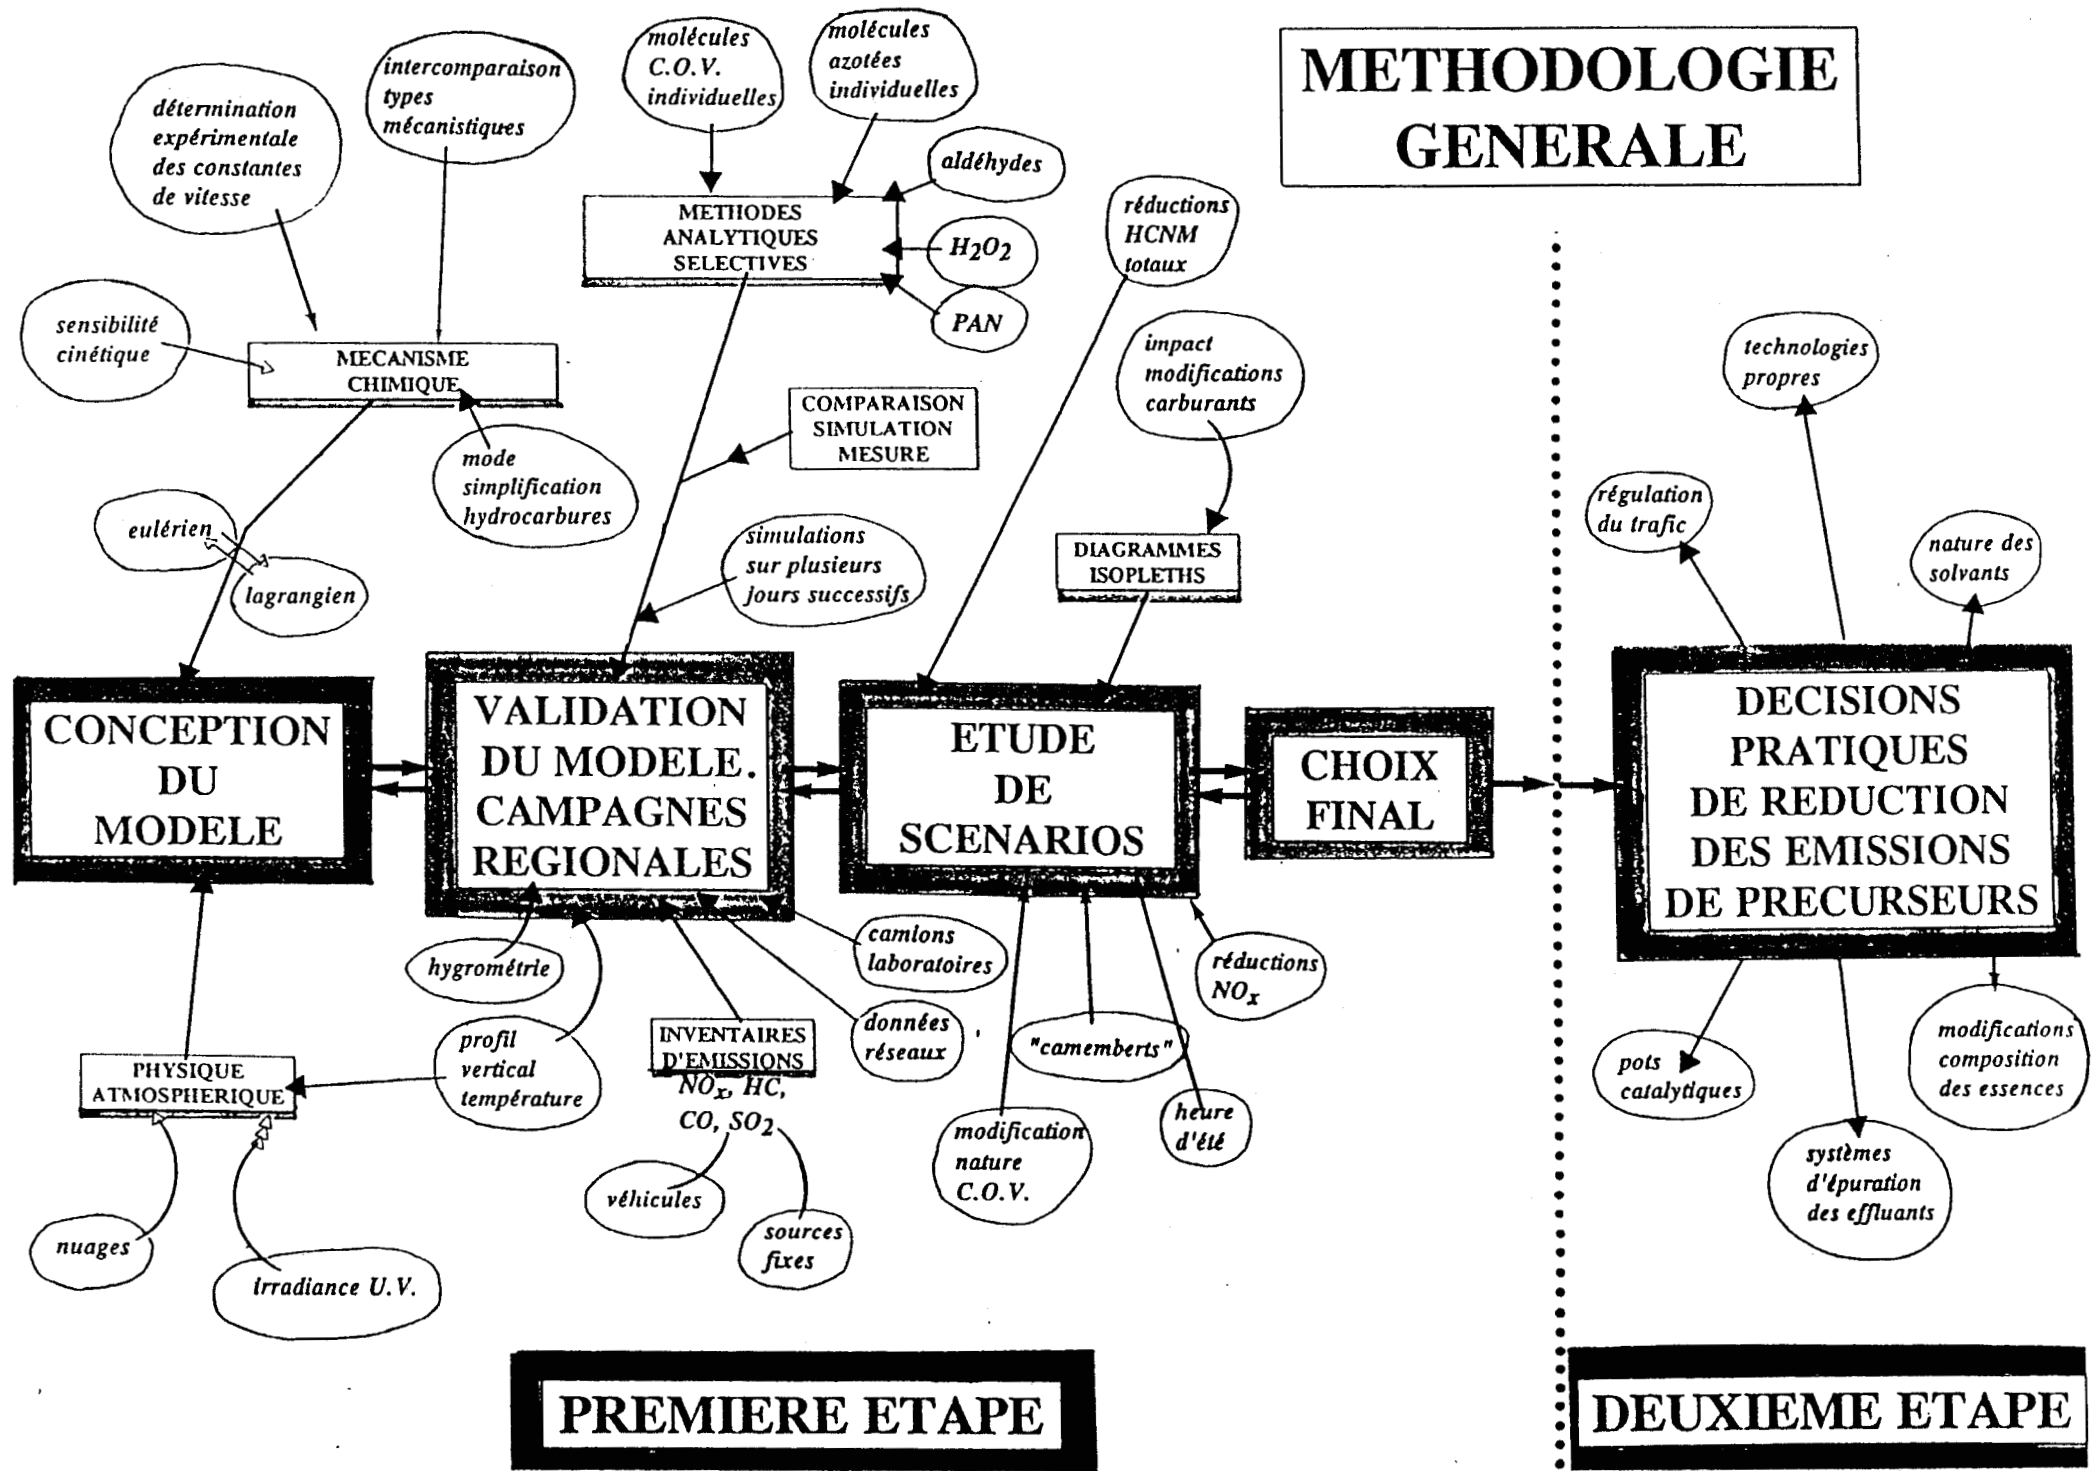 METHODOLOGIE
GENERALE
molécules
C.O.V.
individuelles
molécules
azotées
individuelles
intercomparaison
types
mécanistiques
détermination
expérimentale
des constantes
de vitesse
aldéhydes
H2O2
PAN
METHODES
ANALYTIQUES
SELECTIVES
réductions
HCNM
totaux
sensibilité
cinétique
MECANISME
CHIMIQUE
impact
modifications
carburants
technologies
propres
COMPARAISON
SIMULATION
MESURE
mode
simplification
hydrocarbures
régulation
du trafic
eulérien
lagrangien
simulations
sur plusieurs
jours successifs
DIAGRAMMES
ISOPLETHS
nature des
solvants
CONCEPTION
DU
MODELE
VALIDATION
DU MODELE.
CAMPAGNES
REGIONALES
ETUDE
DE
SCENARIOS
CHOIX
FINAL
DECISIONS
PRATIQUES
DE REDUCTION
DES EMISSIONS
DE PRECURSEURS
hygrométrie
camions
laboratoires
réductions
NOx
profil
vertical
température
INVENTAIRES
D'EMISSIONS
NOx, HC,
CO, SO2
données
réseaux
"camemberts"
PHYSIQUE
ATMOSPHERIQUE
pots
catalytiques
modifications
composition
des essences
modification
nature
C.O.V.
heure
d'été
systèmes
d'épuration
des effluants
véhicules
sources
fixes
nuages
irradiance U.V.
PREMIERE ETAPE
DEUXIEME ETAPE